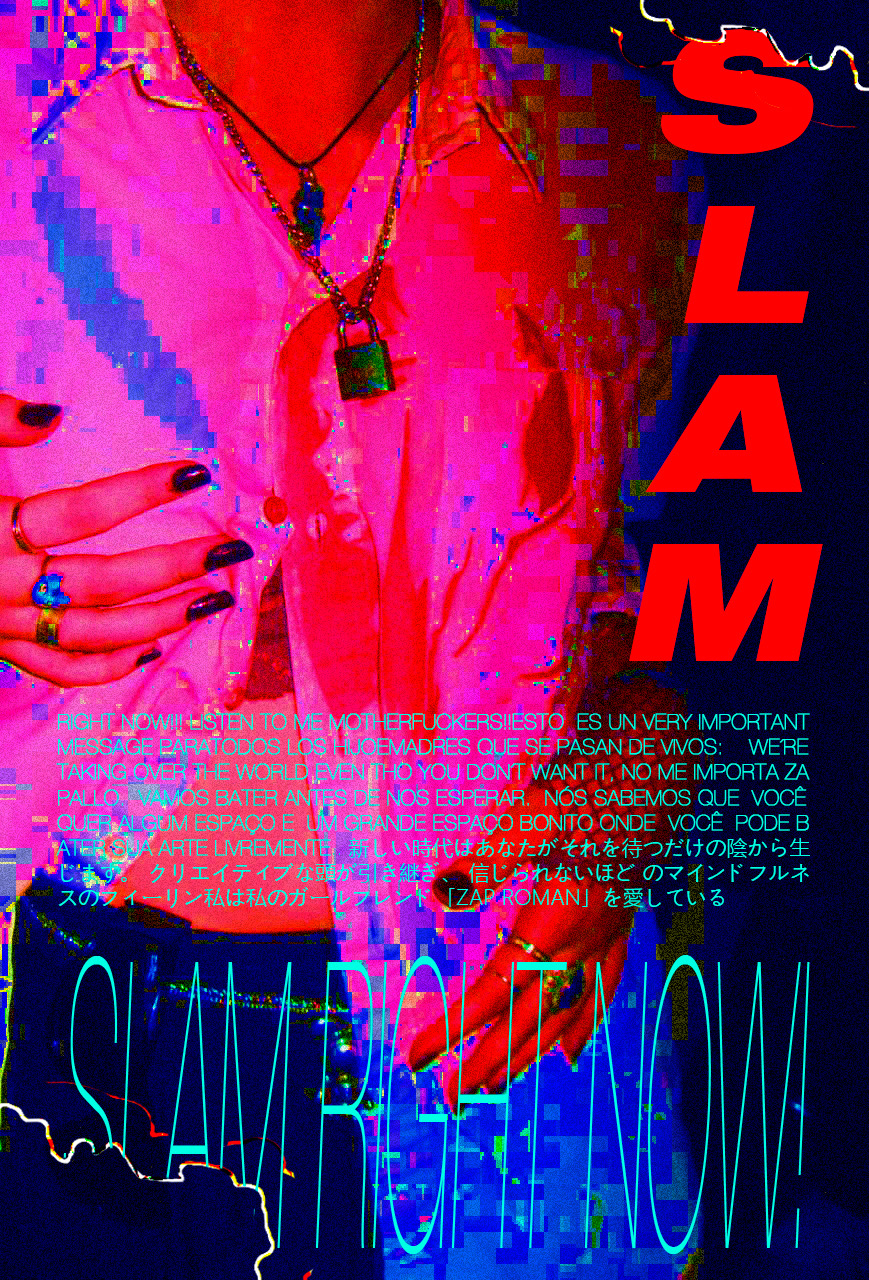 SLAM
RIGHT NOW!!! LISTEN TO ME MOTHERFUCKERS!!ESTO ES UN VERY IMPORTANT
MESSAGE PARATODOS LOS HIJOEMADRES QUE SE PASAN DE VIVOS: WE'RE
TAKING OVER THE WORLD EVEN THO YOU DON'T WANT IT, NO ME IMPORTA ZA
PALLO. VAMOS BATER ANTES DE NOS ESPERAR. NÓS SABEMOS QUE VOCÊ
QUER ALGUM ESPAÇO E UM GRANDE ESPAÇO BONITO ONDE VOCÊ PODE B
ATER SUA ARTE LIVREMENTE. 新しい時代はあなたがそれを待つだけの陰から生
じます。 クリエイティブな頭が引き継ぎ、 信じられないほど のマインドフルネ
スのフィーリン私は私のガールフレンド「ZAP ROMAN」を愛している
SLAM RIGHT NOW!